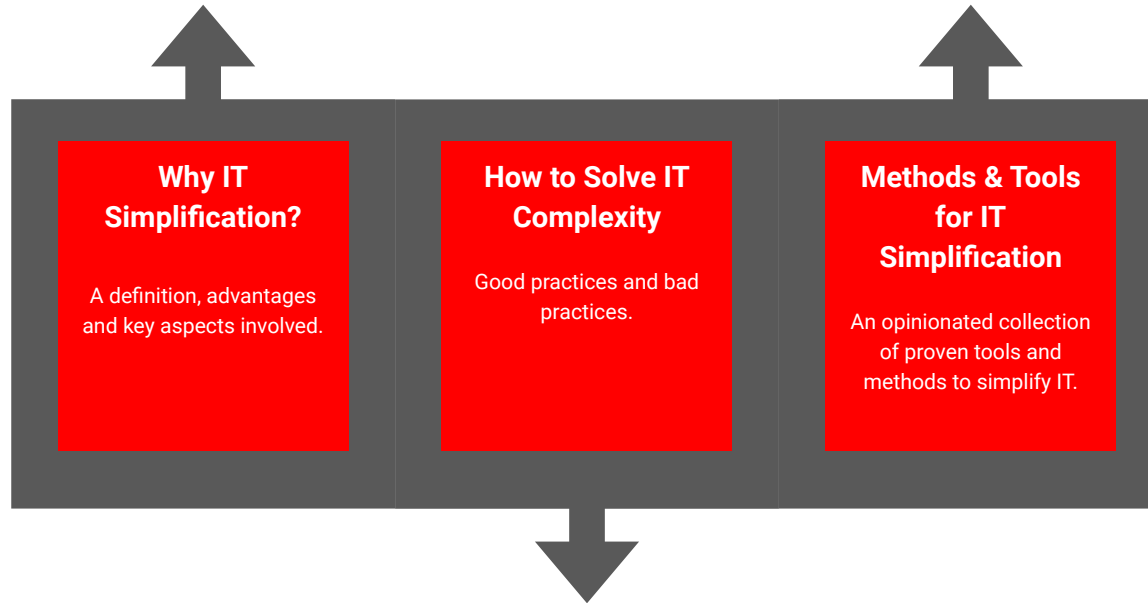 Why IT
Simplification?
A definition, advantages
and key aspects involved.
How to Solve IT
Complexity
Good practices and bad
practices.
Methods & Tools
for IT
Simplification
An opinionated collection
of proven tools and
methods to simplify IT.